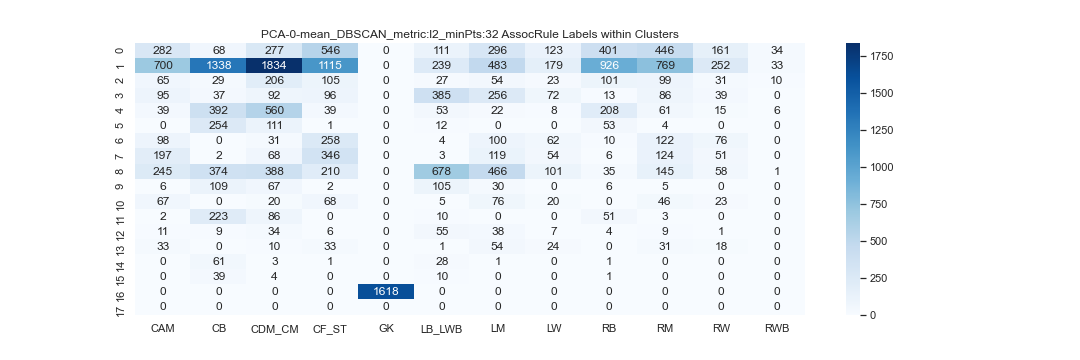 PCA-0-mean_DBSCAN_metric:l2_minPts:32 AssocRule Labels within Clusters
0 282 68 277 546 0 111 296 123 401 446 161 34
1 700 1338 1834 1115 0 239 483 179 926 769 252 33
2 65 29 206 105 0 27 54 23 101 99 31 10
3 95 37 92 96 0 385 256 72 13 86 39 0
4 39 392 560 39 0 53 22 8 208 61 15 6
5 0 254 111 1 0 12 0 0 53 4 0 0
6 98 0 31 258 0 4 100 62 10 122 76 0
7 197 2 68 346 0 3 119 54 6 124 51 0
8 245 374 388 210 0 678 466 101 35 145 58 1
9 6 109 67 2 0 105 30 0 6 5 0 0
10 67 0 20 68 0 5 76 20 0 46 23 0
11 2 223 86 0 0 10 0 0 51 3 0 0
12 11 9 34 6 0 55 38 7 4 9 1 0
13 33 0 10 33 0 1 54 24 0 31 18 0
14 0 61 3 1 0 28 1 0 1 0 0 0
15 0 39 4 0 0 10 0 0 1 0 0 0
16 0 0 0 0 1618 0 0 0 0 0 0 0
17 0 0 0 0 0 0 0 0 0 0 0 0
CAM CB CDM_CM CF_ST GK LB_LWB LM LW RB RM RW RWB
1750
1500
1250
1000
750
500
250
0